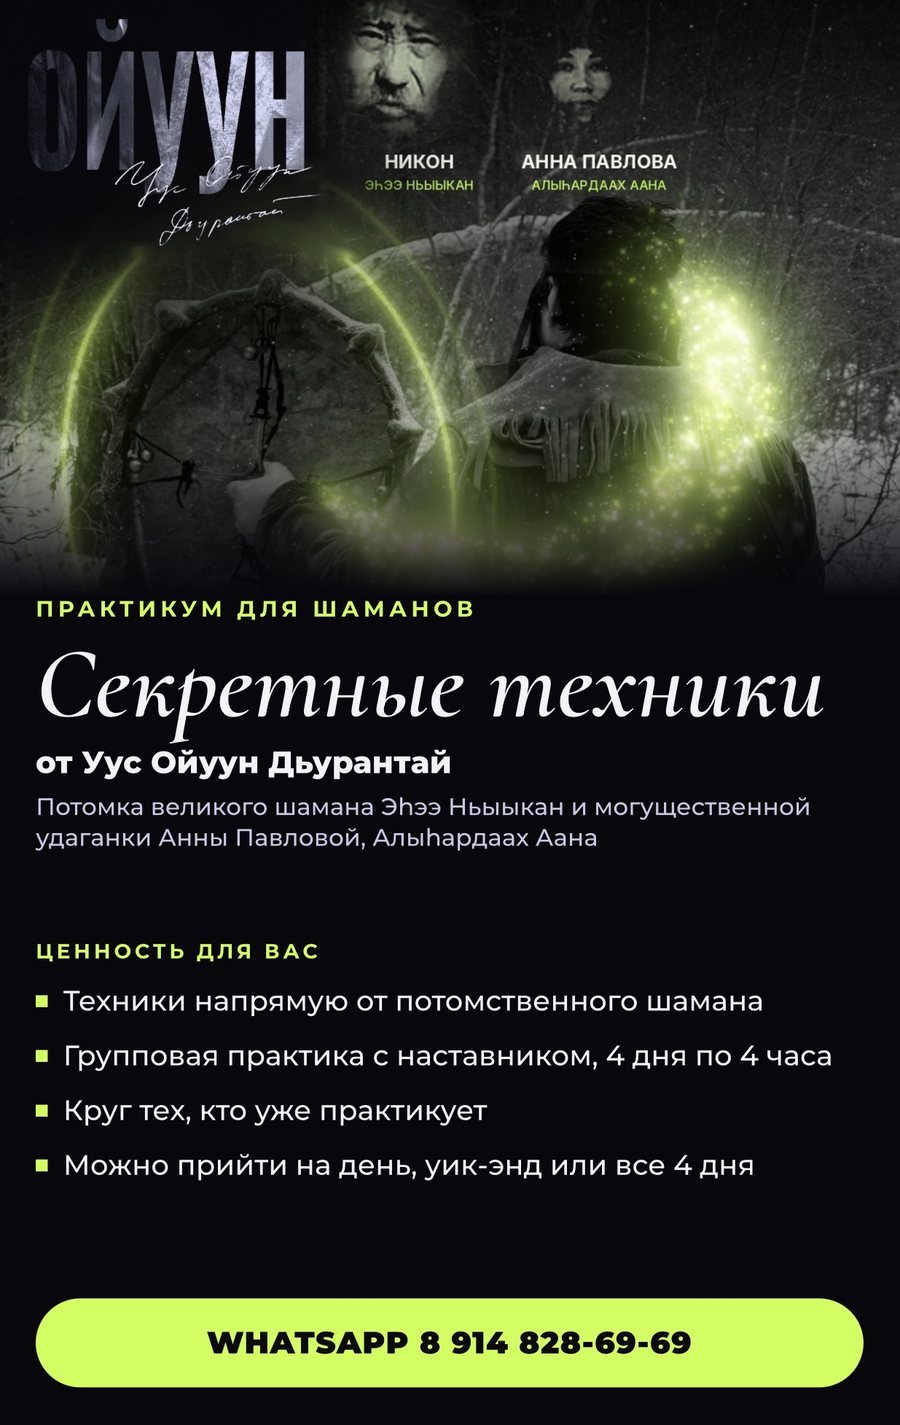 ОЙУУН
Уус Ойуун
Дьурантай
НИКОН
ЭҺЭЭ НЬЫЫКАН
АННА ПАВЛОВА
АЛЫҺАРДААХ ААНА
ПРАКТИКУМ ДЛЯ ШАМАНОВ
Секретные техники
от Уус Ойуун Дьурантай
Потомка великого шамана Эһээ Ньыыкан и могущественной
удаганки Анны Павловой, Алыһардаах Аана
ЦЕННОСТЬ ДЛЯ ВАС
Техники напрямую от потомственного шамана
Групповая практика с наставником, 4 дня по 4 часа
Круг тех, кто уже практикует
Можно прийти на день, уик-энд или все 4 дня
WHATSAPP 8 914 828-69-69